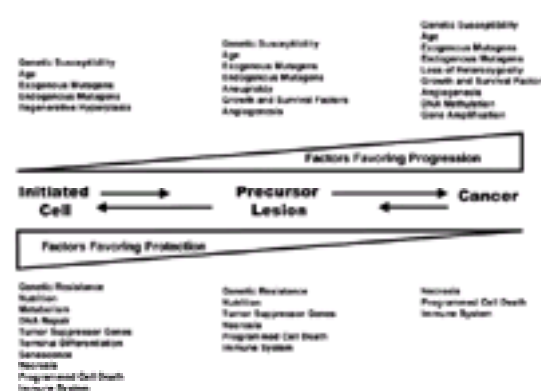 Genetic Susceptibility
Age
Exogenous Mutagens
Endogenous Mutagens
Regenerative Hyperplasia
Genetic Susceptibility
Age
Exogenous Mutagens
Endogenous Mutagens
Aneuploidy
Growth and Survival Factors
Angiogenesis
Genetic Susceptibility
Age
Exogenous Mutagens
Endogenous Mutagens
Loss of Heterozygosity
Growth and Survival Factors
Angiogenesis
DNA Methylation
Gene Amplification
Factors Favoring Progression
Initiated Cell
Precursor Lesion
Cancer
Factors Favoring Protection
Genetic Resistance
Nutrition
Metabolism
DNA Repair
Tumor Suppressor Genes
Terminal Differentiation
Senescence
Necrosis
Programmed Cell Death
Immune System
Genetic Resistance
Nutrition
Tumor Suppressor Genes
Necrosis
Programmed Cell Death
Immune System
Necrosis
Programmed Cell Death
Immune System